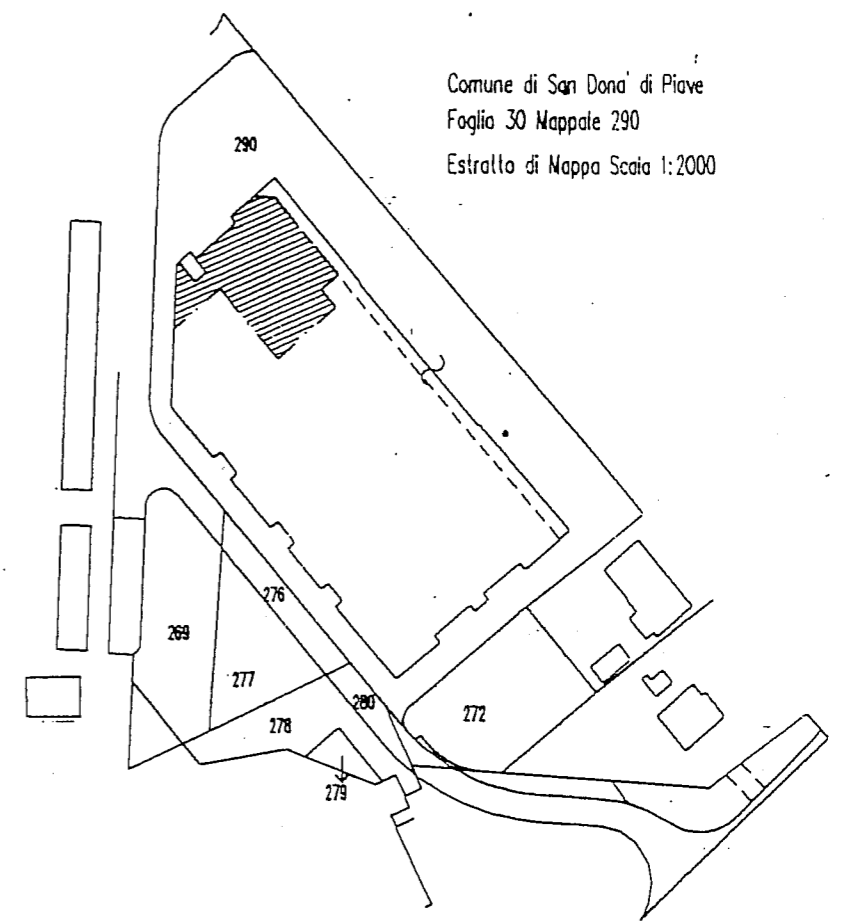 Comune di San Dona' di Piave
Foglio 30 Mappale 290
Estratto di Mappa Scala 1:2000
290
276
269
277
280
272
278
279